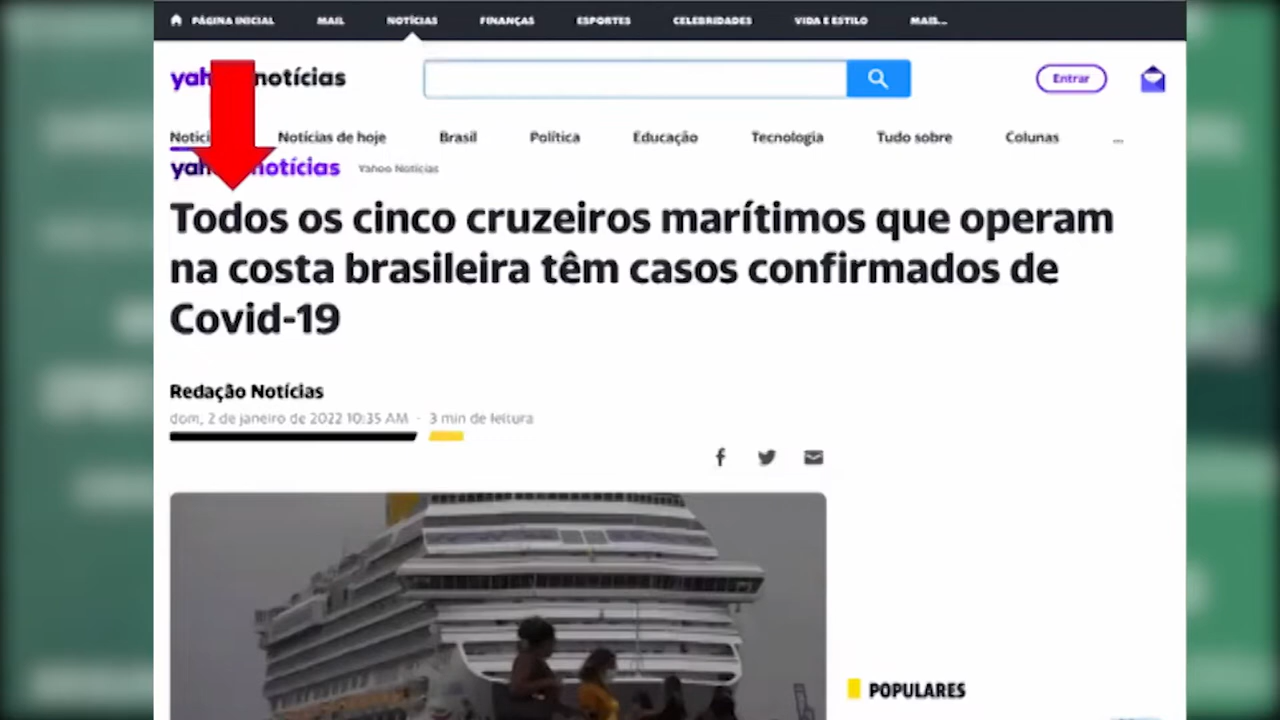 PÁGINA INICIAL MAIL NOTÍCIAS FINANÇAS ESPORTES CELEBRIDADES VIDA E ESTILO MAIS...
notícias
Entrar
Notícias de hoje Brasil Política Educação Tecnologia Tudo sobre Colunas ...
notícias Yahoo Notícias
Todos os cinco cruzeiros marítimos que operam
na costa brasileira têm casos confirmados de
Covid-19
Redação Notícias
dom, 2 de janeiro de 2022 10:35 AM · 3 min de leitura
POPULARES